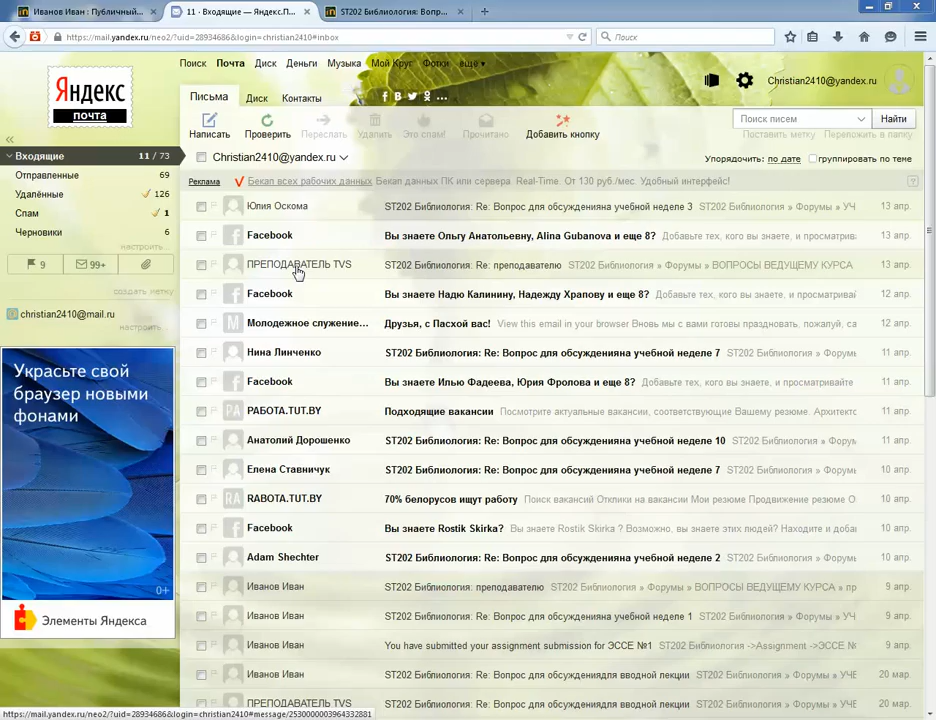 Иванов Иван : Публичный...
11 · Входящие — Яндекс.П...
ST202 Библиология: Вопр...
https://mail.yandex.ru/neo2/?uid=28934686&login=christian2410#inbox
Поиск
Поиск Почта Диск Деньги Музыка Мой Круг Фотки ещё
Christian2410@yandex.ru
Яндекс
почта
Письма Диск Контакты
Написать Проверить Переслать Удалить Это спам! Прочитано Добавить кнопку
Поиск писем Найти
Поставить метку Переложить в папку
Christian2410@yandex.ru
Упорядочить: по дате группировать по теме
Входящие 11 / 73
Отправленные 69
Удалённые 126
Спам 1
Черновики 6
настроить...
9 99+
создать метку
christian2410@mail.ru
настроить...
Реклама Бекап всех рабочих данных Бекап данных ПК или сервера Real-Time. От 130 руб./мес. Удобный интерфейс!
Юлия Оскома ST202 Библиология: Re: Вопрос для обсужденияна учебной неделе 3 ST202 Библиология » Форумы » УЧ 13 апр.
Facebook Вы знаете Ольгу Анатольевну, Alina Gubanova и еще 8? Добавьте тех, кого вы знаете, и просматрив 13 апр.
ПРЕПОДАВАТЕЛЬ TVS ST202 Библиология: Re: преподавателю ST202 Библиология » Форумы » ВОПРОСЫ ВЕДУЩЕМУ КУРСА 13 апр.
Facebook Вы знаете Надю Калинину, Надежду Храпову и еще 8? Добавьте тех, кого вы знаете, и просматрива 12 апр.
Молодежное служение... Друзья, с Пасхой вас! View this email in your browser Вновь мы с вами готовы праздновать, пожалуй, са 12 апр.
Нина Линченко ST202 Библиология: Re: Вопрос для обсужденияна учебной неделе 7 ST202 Библиология » Форумы 11 апр.
Facebook Вы знаете Илью Фадеева, Юрия Фролова и еще 8? Добавьте тех, кого вы знаете, и просматривайте 11 апр.
РАБОТА.TUT.BY Подходящие вакансии Посмотрите актуальные вакансии, соответствующие Вашему резюме. Архитектс 11 апр.
Анатолий Дорошенко ST202 Библиология: Re: Вопрос для обсужденияна учебной неделе 10 ST202 Библиология » Форум 11 апр.
Елена Ставничук ST202 Библиология: Re: Вопрос для обсужденияна учебной неделе 7 ST202 Библиология » Форумы 10 апр.
RABOTA.TUT.BY 70% белорусов ищут работу Поиск вакансий Отклики на вакансии Мои резюме Продвижение резюме О 10 апр.
Facebook Вы знаете Rostik Skirka? Вы знаете Rostik Skirka ? Возможно, вы знаете этих людей? Находите и доба 10 апр.
Adam Shechter ST202 Библиология: Re: Вопрос для обсужденияна учебной неделе 2 ST202 Библиология » Форумы 10 апр.
Иванов Иван ST202 Библиология: преподавателю ST202 Библиология » Форумы » ВОПРОСЫ ВЕДУЩЕМУ КУРСА » пр 9 апр.
Иванов Иван ST202 Библиология: Re: Вопрос для обсужденияна учебной неделе 1 ST202 Библиология » Форумы » УЧ 9 апр.
Иванов Иван You have submitted your assignment submission for ЭССЕ №1 ST202 Библиология ->Assignment ->ЭССЕ № 9 апр.
Иванов Иван ST202 Библиология: Re: Вопрос для обсуждениядля вводной лекции ST202 Библиология » Форумы » УЧЕ 20 мар.
ПРЕПОДАВАТЕЛЬ TVS ST202 Библиология: Re: Вопрос для обсуждениядля вводной лекции ST202 Библиология » Форумы » УЧЕ 20 мар.
Украсьте свой
браузер новыми
фонами
0+
Элементы Яндекса
https://mail.yandex.ru/neo2/?uid=28934686&login=christian2410#message/2530000003964332881